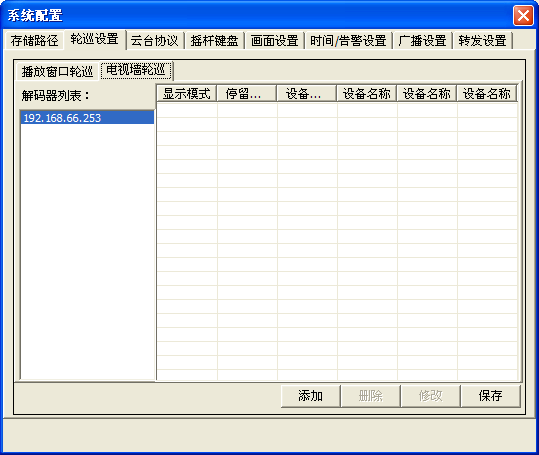 系统配置
存储路径 轮巡设置 云台协议 摇杆键盘 画面设置 时间/告警设置 广播设置 转发设置
播放窗口轮巡 电视墙轮巡
解码器列表： 显示模式 停留... 设备... 设备名称 设备名称 设备名称
192.168.66.253
添加 删除 修改 保存